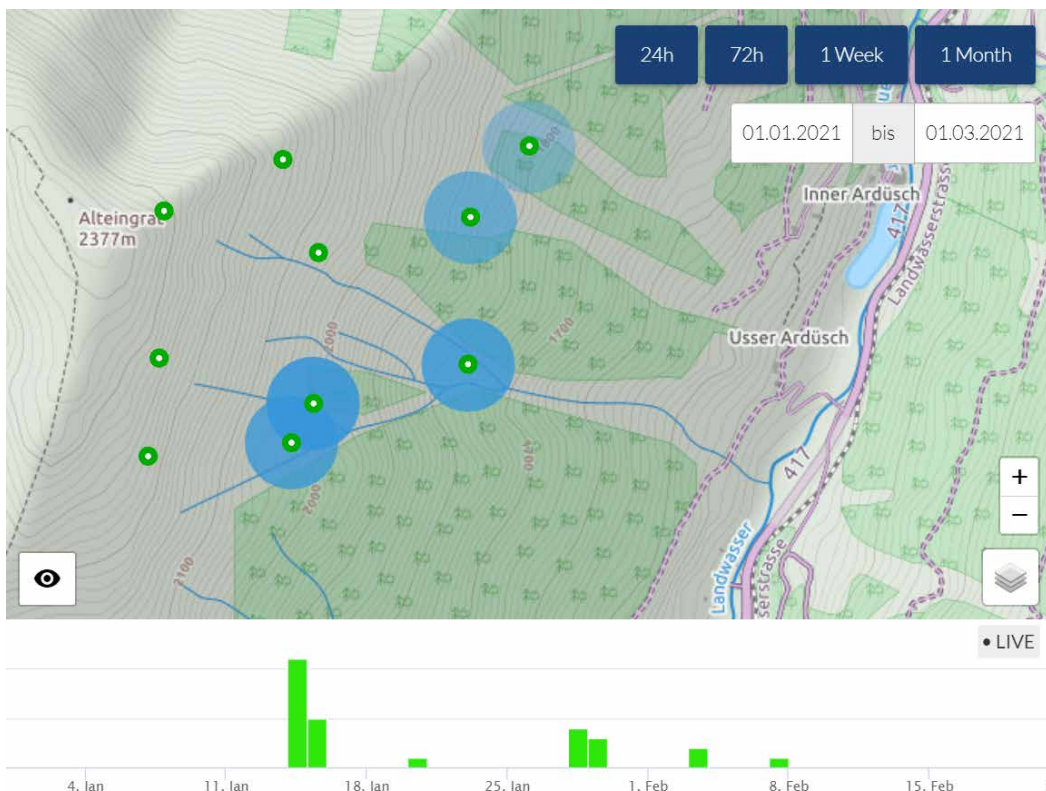 24h
72h
1 Week
1 Month
01.01.2021
bis
01.03.2021
Inner Ardüsch
Alteingrat
2377m
417
Landwasserstrasse
1700
2000
Usser Ardüsch
417
2000
2100
Landwasser
serstrasse
+
−
• LIVE
4. Jan
11. Jan
18. Jan
25. Jan
1. Feb
8. Feb
15. Feb